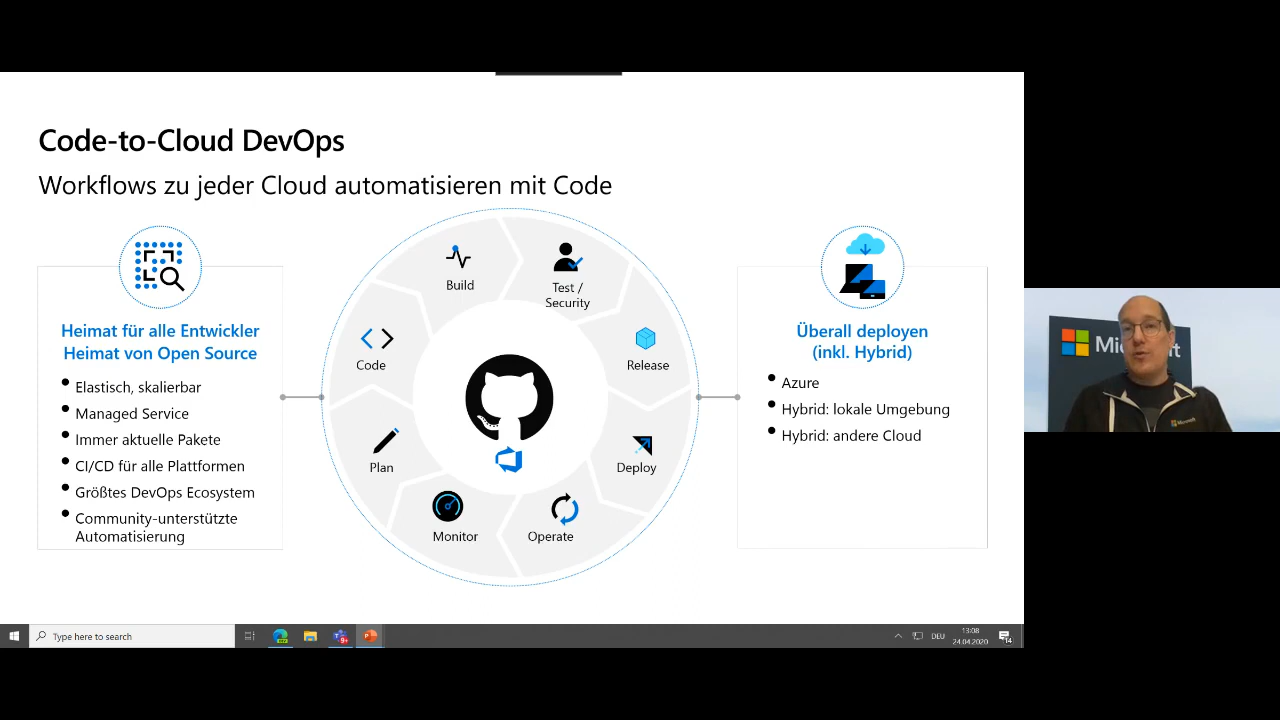 Code-to-Cloud DevOps
Workflows zu jeder Cloud automatisieren mit Code
Heimat für alle Entwickler
Heimat von Open Source
Elastisch, skalierbar
Managed Service
Immer aktuelle Pakete
CI/CD für alle Plattformen
Größtes DevOps Ecosystem
Community-unterstützte
Automatisierung
Build
Test /
Security
Code
Release
Plan
Deploy
Monitor
Operate
Überall deployen
(inkl. Hybrid)
Azure
Hybrid: lokale Umgebung
Hybrid: andere Cloud
Microsoft
Type here to search
9+
DEU
13:08
24.04.2020
14